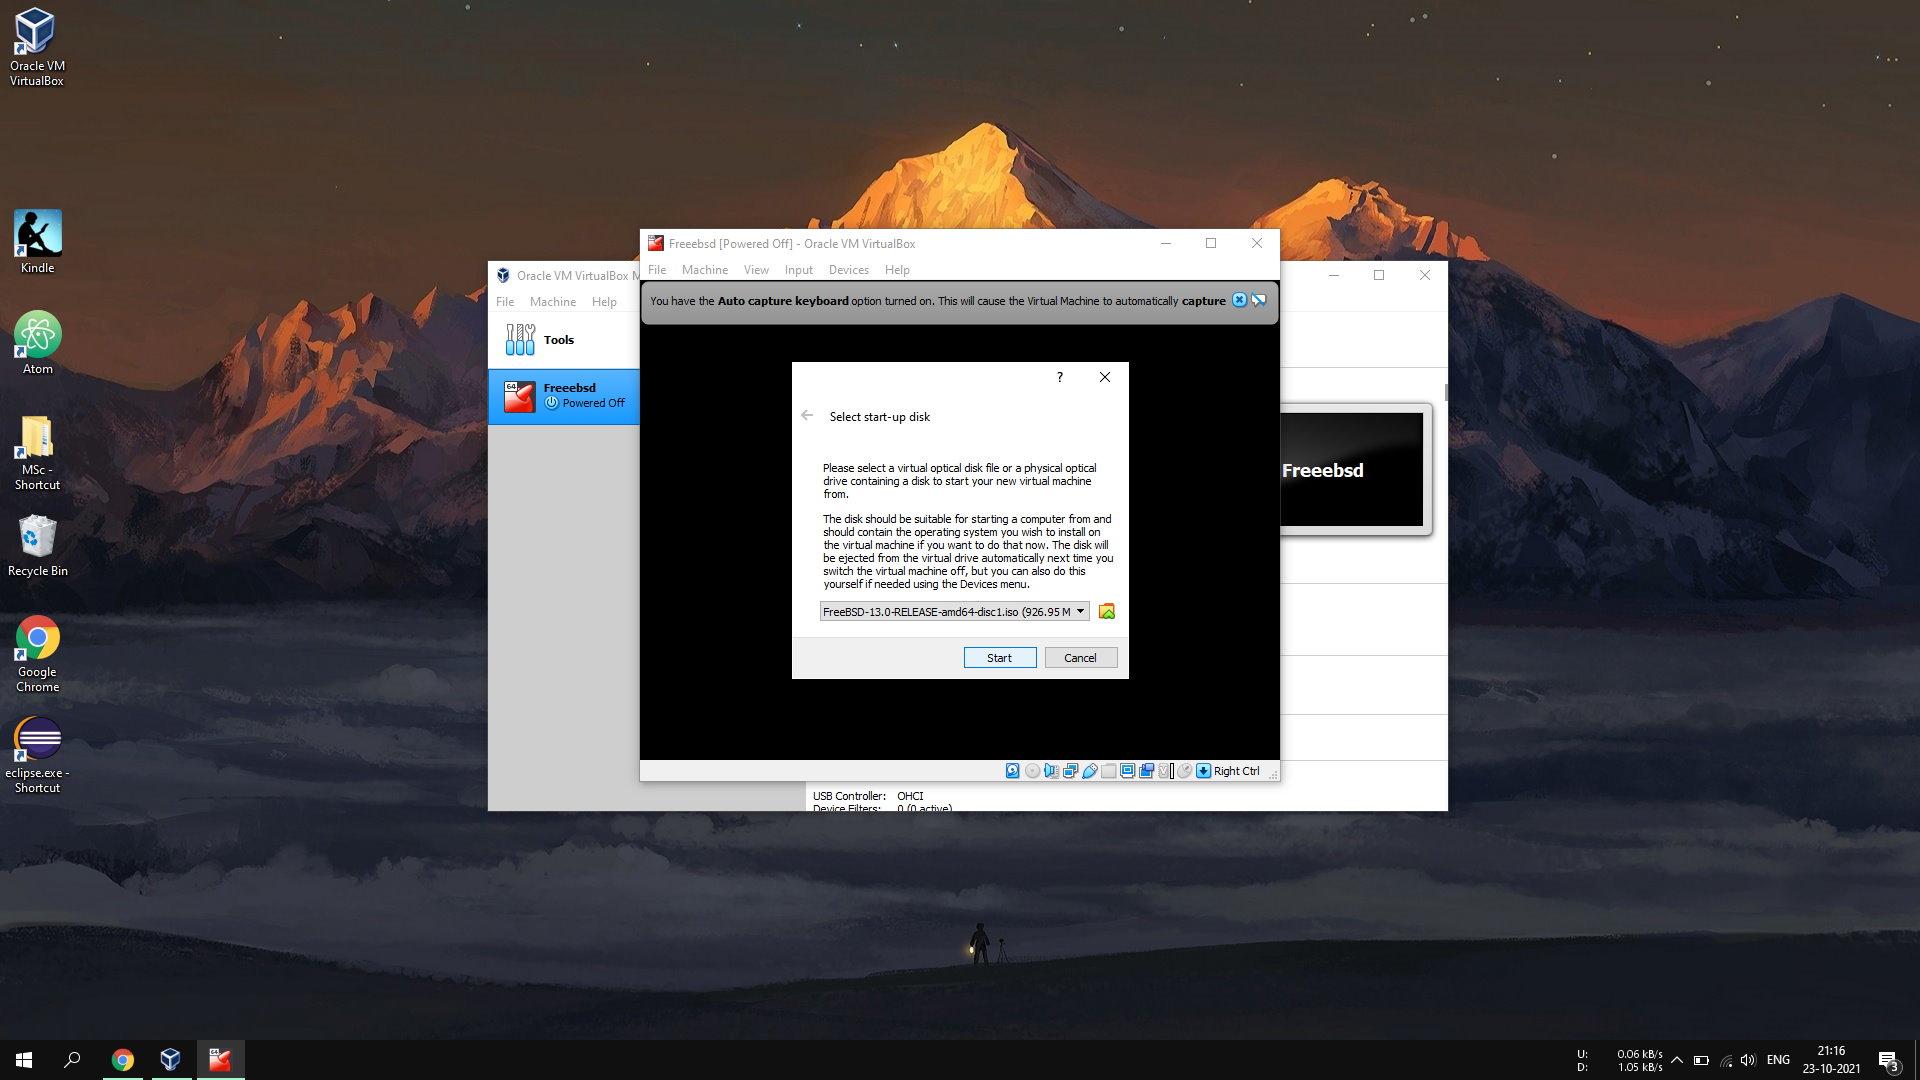 Oracle VM
VirtualBox
Kindle
Atom
MSc -
Shortcut
Recycle Bin
Google
Chrome
eclipse.exe -
Shortcut
Oracle VM VirtualBox M
File Machine Help
Tools
64
Freeebsd
Powered Off
Freeebsd [Powered Off] - Oracle VM VirtualBox
File Machine View Input Devices Help
You have the Auto capture keyboard option turned on. This will cause the Virtual Machine to automatically capture
?
Select start-up disk
Please select a virtual optical disk file or a physical optical
drive containing a disk to start your new virtual machine
from.
The disk should be suitable for starting a computer from and
should contain the operating system you wish to install on
the virtual machine if you want to do that now. The disk will
be ejected from the virtual drive automatically next time you
switch the virtual machine off, but you can also do this
yourself if needed using the Devices menu.
FreeBSD-13.0-RELEASE-amd64-disc1.iso (926.95 M
Start Cancel
Right Ctrl
Freeebsd
USB Controller: OHCI
Device Filters: 0 (0 active)
64
U: 0.06 kB/s
D: 1.05 kB/s
ENG
21:16
23-10-2021
3